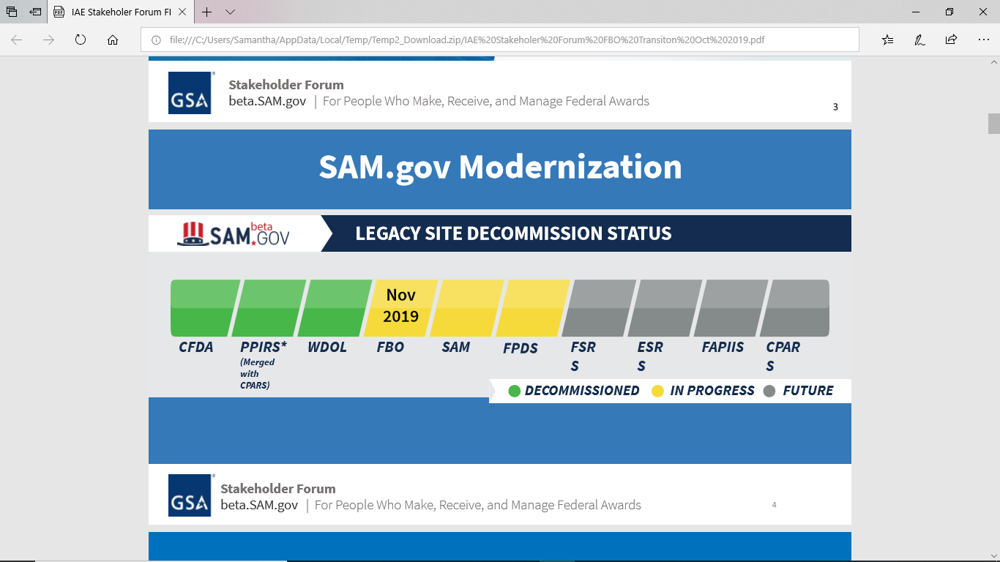 IAE Stakeholer Forum Fl
file:///C:/Users/Samantha/AppData/Local/Temp/Temp2_Download.zip/IAE%20Stakeholer%20Forum%20FBO%20Transiton%20Oct%202019.pdf
GSA
Stakeholder Forum
beta.SAM.gov | For People Who Make, Receive, and Manage Federal Awards
3
SAM.gov Modernization
beta
SAM.GOV
LEGACY SITE DECOMMISSION STATUS
Nov
2019
CFDA PPIRS* WDOL FBO SAM FPDS FSR ESR FAPIIS CPAR
S S S
(Merged
with
CPARS)
DECOMMISSIONED IN PROGRESS FUTURE
GSA
Stakeholder Forum
beta.SAM.gov | For People Who Make, Receive, and Manage Federal Awards
4